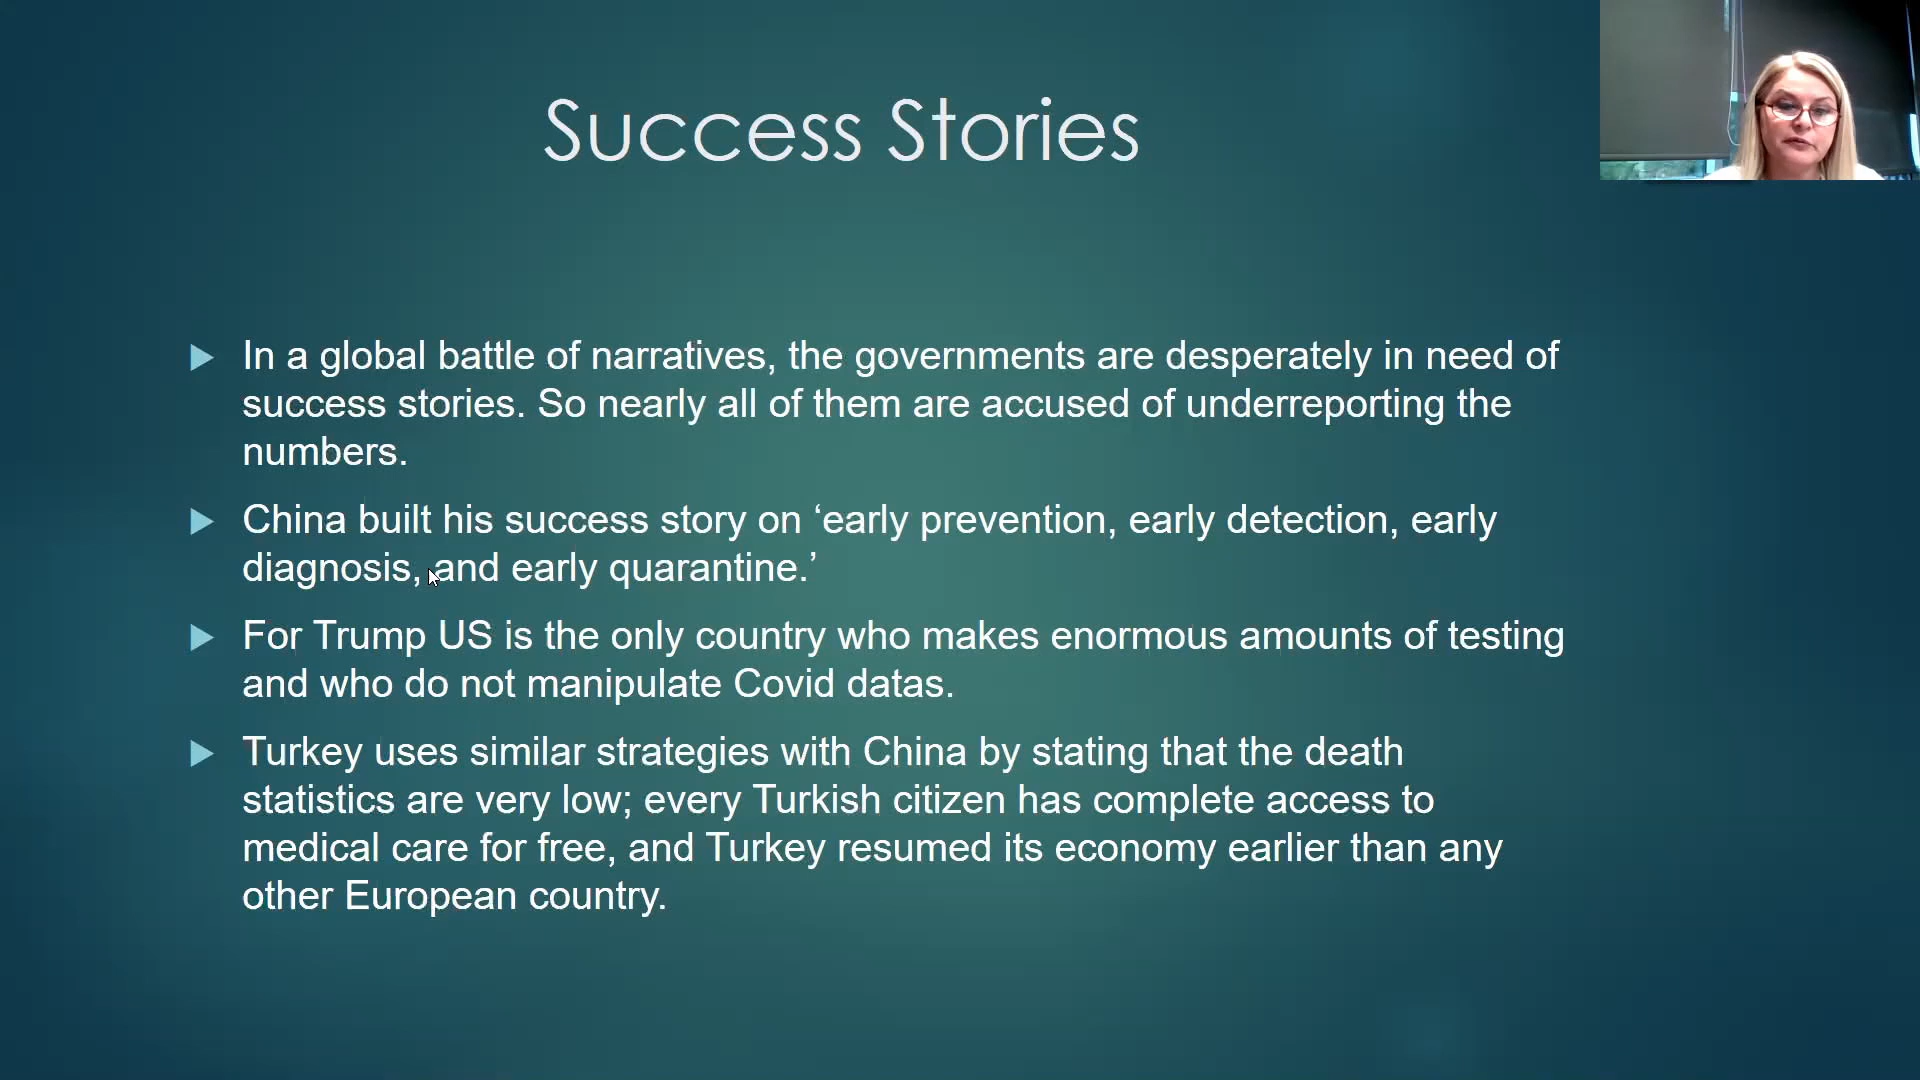 Success Stories
In a global battle of narratives, the governments are desperately in need of
success stories. So nearly all of them are accused of underreporting the
numbers.
China built his success story on ‘early prevention, early detection, early
diagnosis, and early quarantine.’
For Trump US is the only country who makes enormous amounts of testing
and who do not manipulate Covid datas.
Turkey uses similar strategies with China by stating that the death
statistics are very low; every Turkish citizen has complete access to
medical care for free, and Turkey resumed its economy earlier than any
other European country.